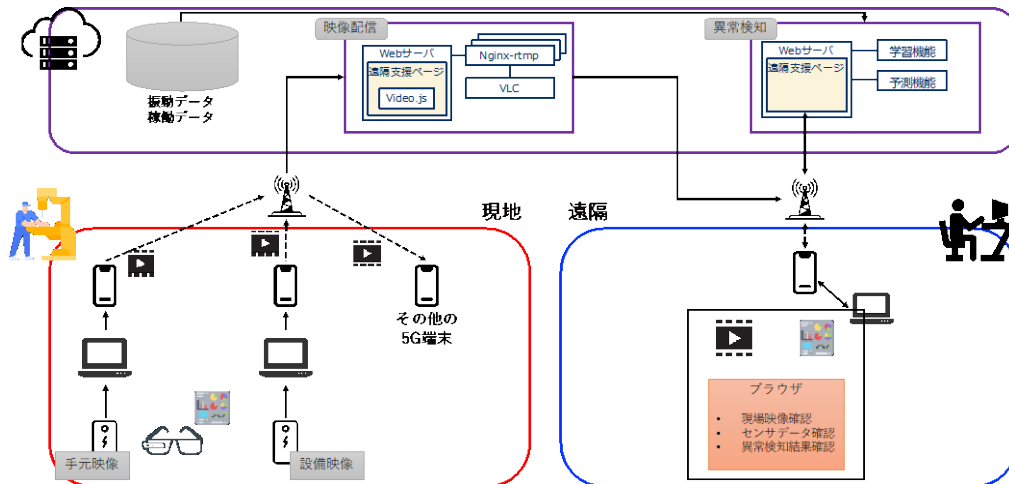 映像配信
Webサーバ
遠隔支援ページ
Video.js
Nginx-rtmp
VLC
異常検知
Webサーバ
遠隔支援ページ
学習機能
予測機能
振動データ
稼働データ
現地
遠隔
その他の
5G端末
手元映像
設備映像
ブラウザ
• 現場映像確認
• センサデータ確認
• 異常検知結果確認